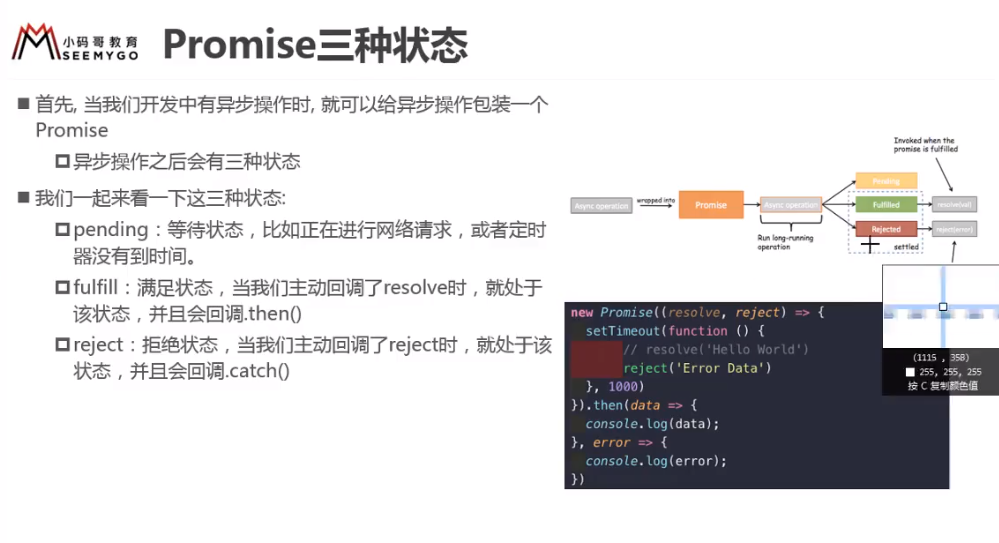 小码哥教育
SEEMYGO
Promise三种状态
首先, 当我们开发中有异步操作时, 就可以给异步操作包装一个
Promise
异步操作之后会有三种状态
我们一起来看一下这三种状态:
pending：等待状态，比如正在进行网络请求，或者定时
器没有到时间。
fulfill：满足状态，当我们主动回调了resolve时，就处于
该状态，并且会回调.then()
reject：拒绝状态，当我们主动回调了reject时，就处于该
状态，并且会回调.catch()
Invoked when the
promise is fulfilled
Async operation
wrapped into
Promise
Async operation
Pending
Fulfilled
Rejected
resolve(val)
reject(error)
settled
Run long-running
operation
new Promise((resolve, reject) => {
setTimeout(function () {
// resolve('Hello World')
reject('Error Data')
}, 1000)
}).then(data => {
console.log(data);
}, error => {
console.log(error);
})
(1115 , 358)
255, 255, 255
按 C 复制颜色值